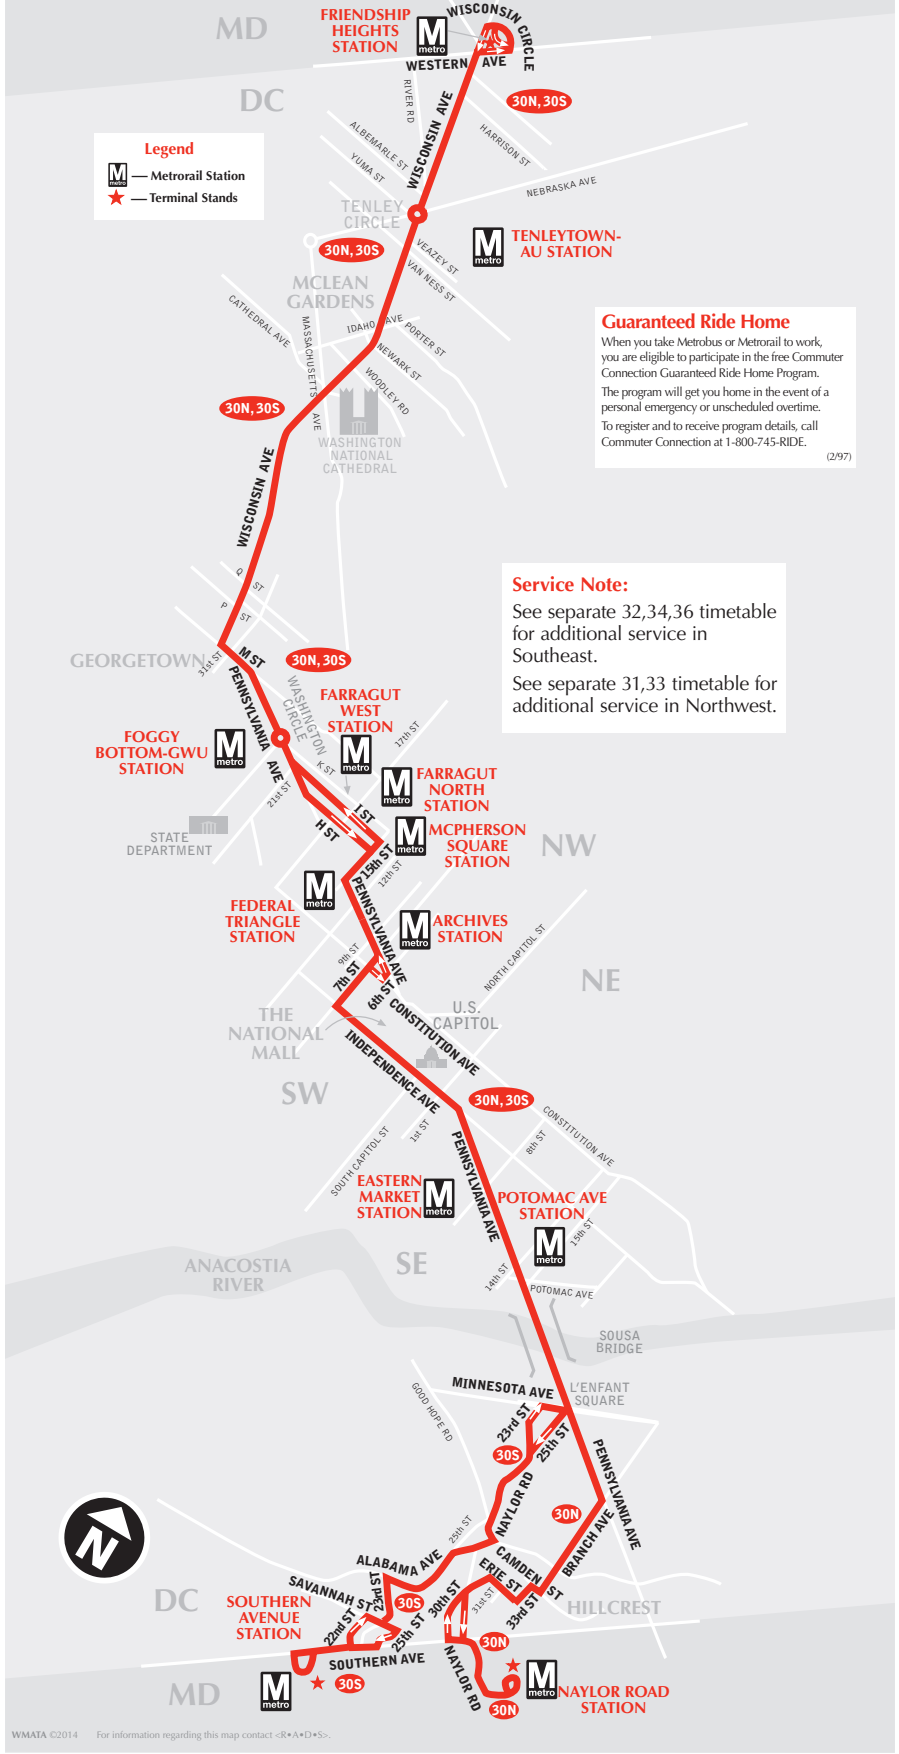 MD
FRIENDSHIP
HEIGHTS
STATION
M
metro
WISCONSIN CIRCLE
WESTERN AVE
DC
30N, 30S
RIVER RD
WISCONSIN AVE
HARRISON ST
ALBEMARLE ST
YUMA ST
NEBRASKA AVE
Legend
M
metro
— Metrorail Station
— Terminal Stands
TENLEY
CIRCLE
30N, 30S
M
metro
TENLEYTOWN-
AU STATION
VEAZEY ST
VAN NESS ST
MCLEAN
GARDENS
CATHEDRAL AVE
MASSACHUSETTS AVE
IDAHO AVE
PORTER ST
NEWARK ST
WOODLEY RD
Guaranteed Ride Home
When you take Metrobus or Metrorail to work,
you are eligible to participate in the free Commuter
Connection Guaranteed Ride Home Program.
The program will get you home in the event of a
personal emergency or unscheduled overtime.
To register and to receive program details, call
Commuter Connection at 1-800-745-RIDE.
(2/97)
30N, 30S
WASHINGTON
NATIONAL
CATHEDRAL
WISCONSIN AVE
Q ST
P ST
Service Note:
See separate 32,34,36 timetable
for additional service in
Southeast.
See separate 31,33 timetable for
additional service in Northwest.
GEORGETOWN
31st ST
M ST
30N, 30S
PENNSYLVANIA AVE
WASHINGTON
CIRCLE
FARRAGUT
WEST
STATION
M
metro
17th ST
FOGGY
BOTTOM-GWU
STATION
M
metro
K ST
21st ST
FARRAGUT
NORTH
STATION
M
metro
I ST
H ST
STATE
DEPARTMENT
MCPHERSON
SQUARE
STATION
M
metro
NW
15th ST
12th ST
FEDERAL
TRIANGLE
STATION
M
metro
PENNSYLVANIA AVE
ARCHIVES
STATION
M
metro
9th ST
7th ST
6th ST
NORTH CAPITOL ST
NE
THE
NATIONAL
MALL
U.S.
CAPITOL
CONSTITUTION AVE
INDEPENDENCE AVE
SW
30N, 30S
SOUTH CAPITOL ST
1st ST
PENNSYLVANIA AVE
8th ST
CONSTITUTION AVE
EASTERN
MARKET
STATION
M
metro
POTOMAC AVE
STATION
M
metro
15th ST
SE
14th ST
POTOMAC AVE
ANACOSTIA
RIVER
SOUSA
BRIDGE
MINNESOTA AVE
L'ENFANT
SQUARE
GOOD HOPE RD
23rd ST
25th ST
30S
PENNSYLVANIA AVE
NAYLOR RD
30N
BRANCH AVE
N
25th ST
ALABAMA AVE
CAMDEN ST
ERIE ST
SAVANNAH ST
23rd ST
30S
30th ST
31st ST
33rd ST
HILLCREST
DC
SOUTHERN
AVENUE
STATION
22nd ST
25th ST
30N
SOUTHERN AVE
30S
NAYLOR RD
M
metro
MD
M
metro
NAYLOR ROAD
STATION
30N
WMATA ©2014
For information regarding this map contact <R•A•D•S>.